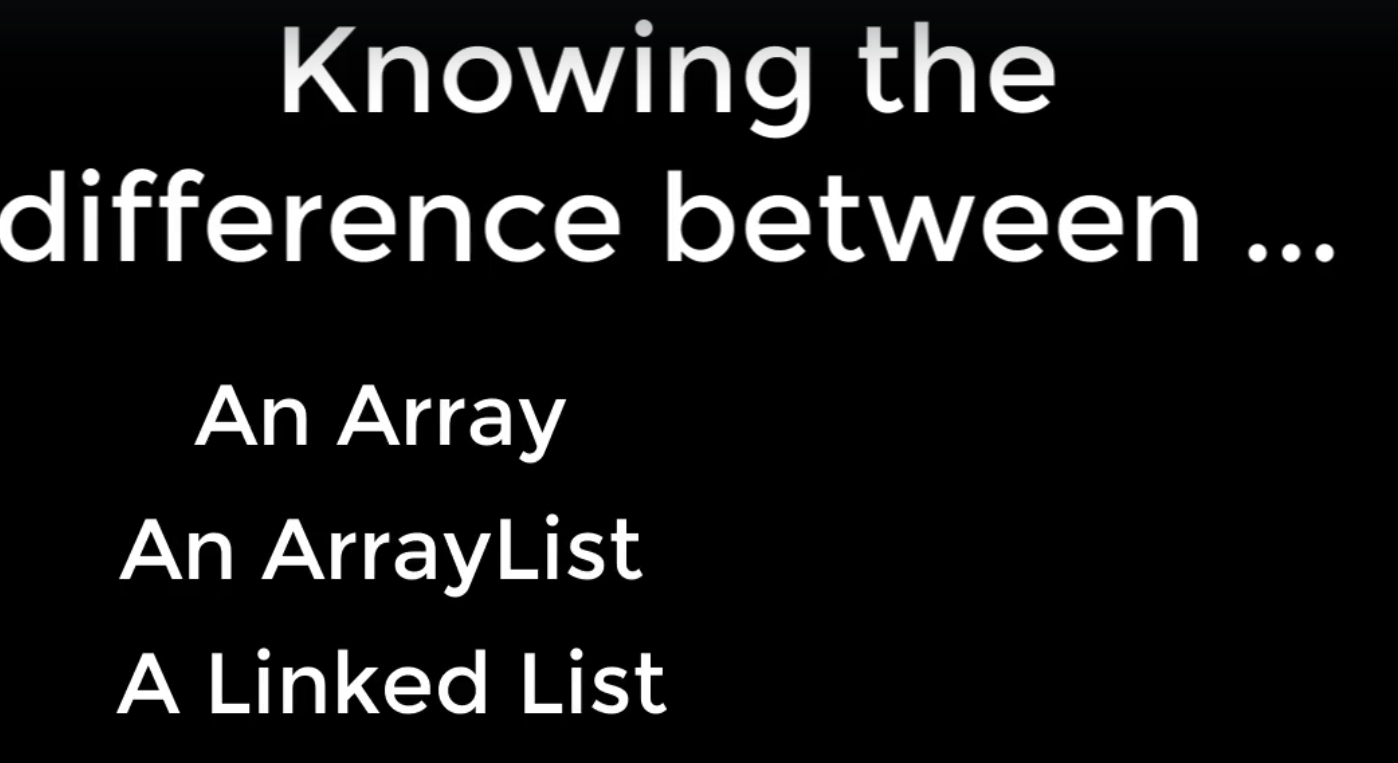 Knowing the
difference between ...
An Array
An ArrayList
A Linked List